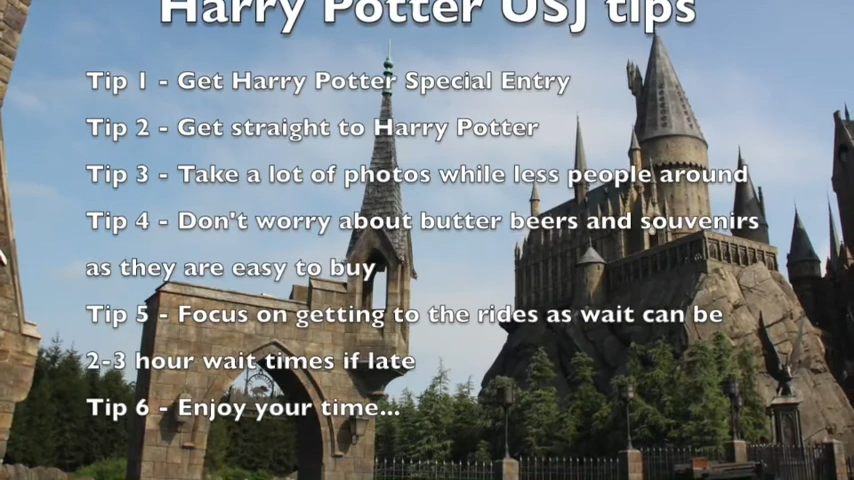 Harry Potter USJ tips
Tip 1 - Get Harry Potter Special Entry
Tip 2 - Get straight to Harry Potter
Tip 3 - Take a lot of photos while less people around
Tip 4 - Don't worry about butter beers and souvenirs
as they are easy to buy
Tip 5 - Focus on getting to the rides as wait can be
2-3 hour wait times if late
Tip 6 - Enjoy your time...